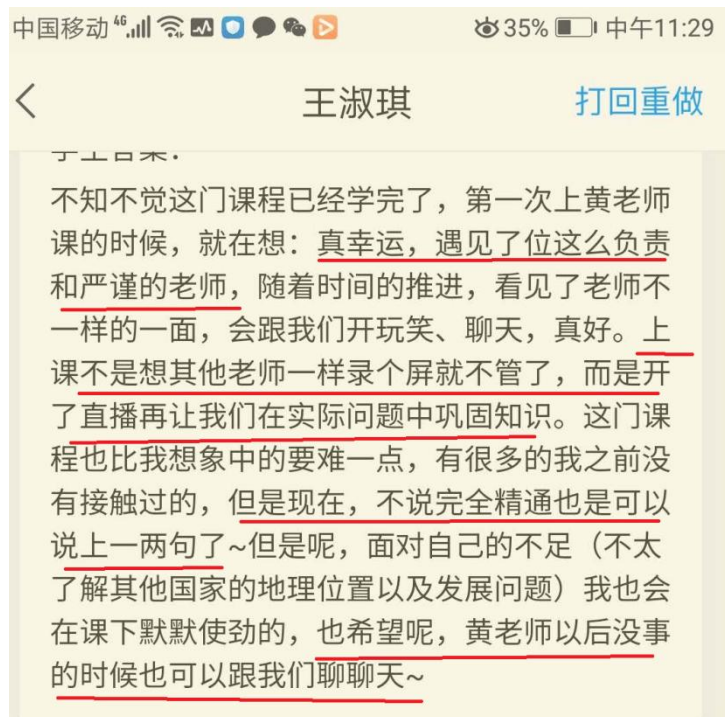 中国移动 4G 35% 中午11:29
王淑琪 打回重做
学生答案：
不知不觉这门课程已经学完了，第一次上黄老师
课的时候，就在想：真幸运，遇见了位这么负责
和严谨的老师，随着时间的推进，看见了老师不
一样的一面，会跟我们开玩笑、聊天，真好。上
课不是想其他老师一样录个屏就不管了，而是开
了直播再让我们在实际问题中巩固知识。这门课
程也比我想象中的要难一点，有很多的我之前没
有接触过的，但是现在，不说完全精通也是可以
说上一两句了~但是呢，面对自己的不足（不太
了解其他国家的地理位置以及发展问题）我也会
在课下默默使劲的，也希望呢，黄老师以后没事
的时候也可以跟我们聊聊天~